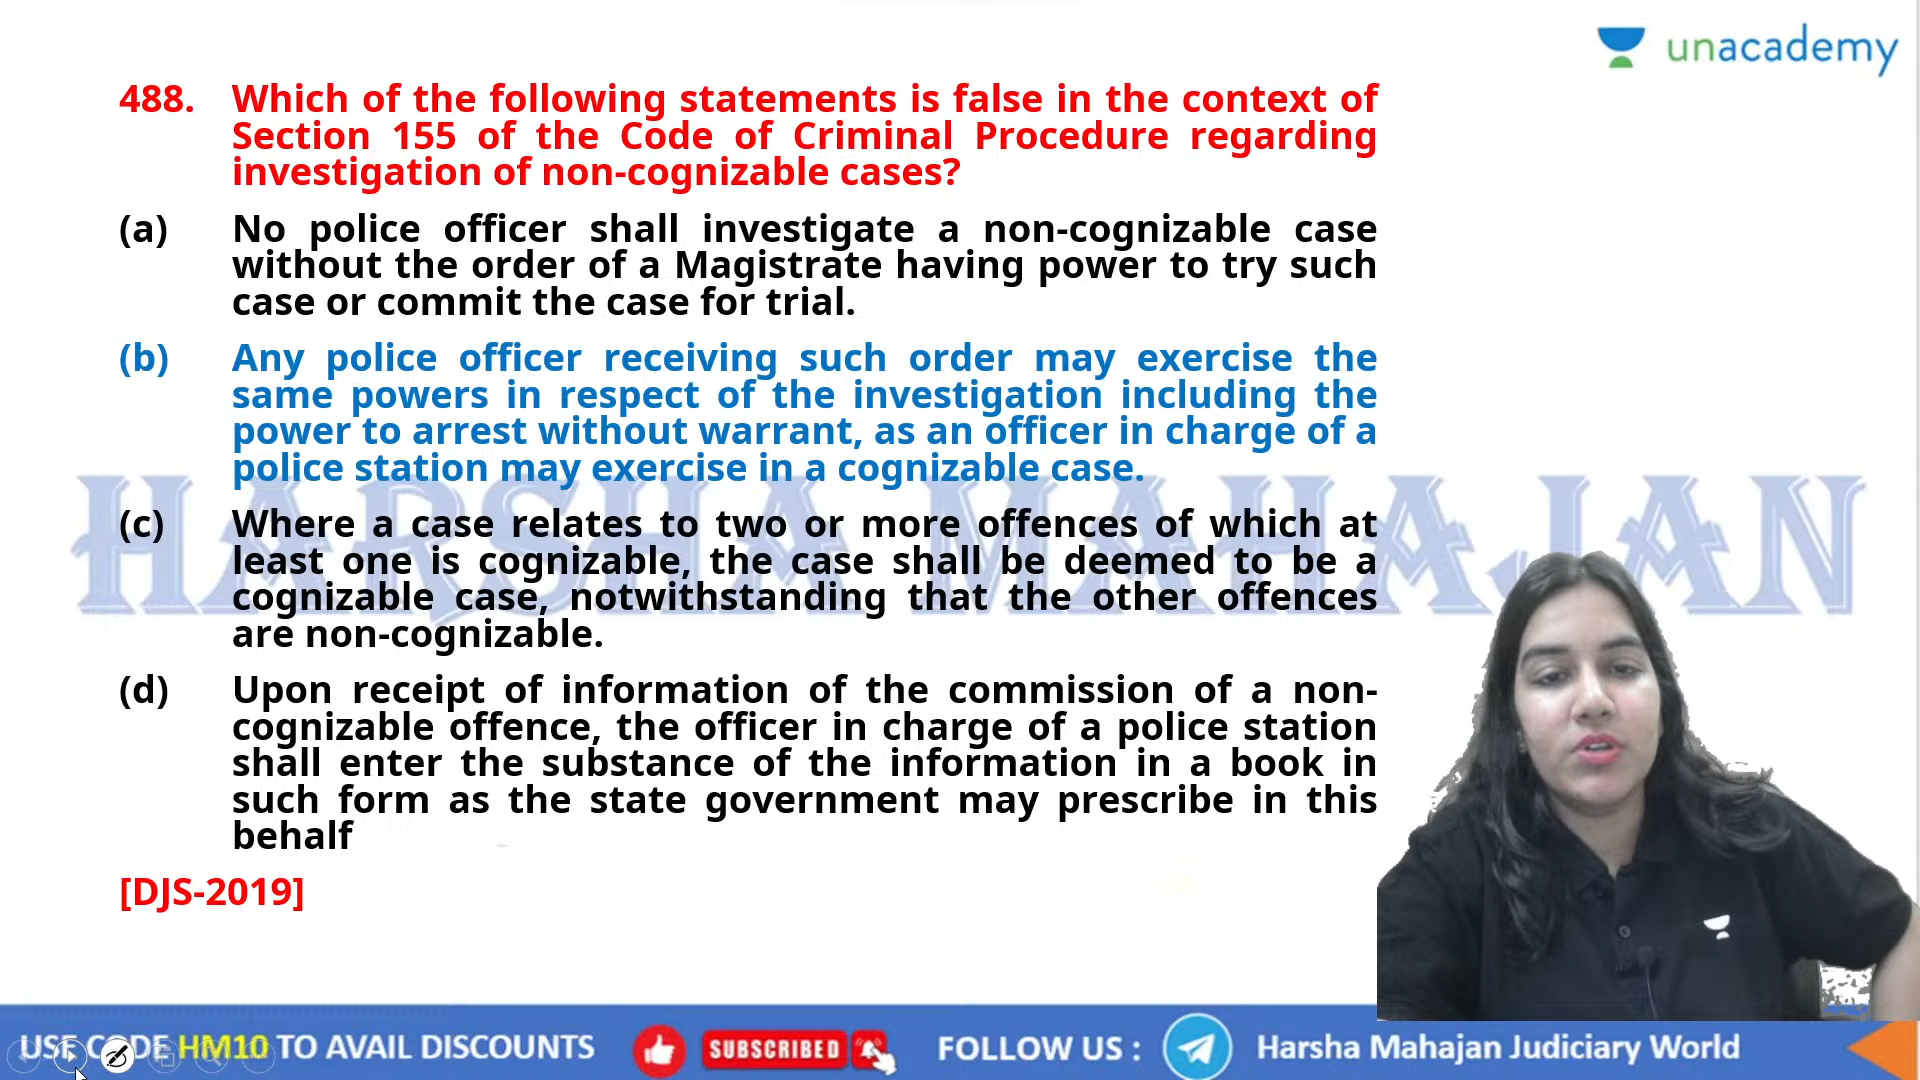 unacademy
488. Which of the following statements is false in the context of
Section 155 of the Code of Criminal Procedure regarding
investigation of non-cognizable cases?
(a) No police officer shall investigate a non-cognizable case
without the order of a Magistrate having power to try such
case or commit the case for trial.
(b) Any police officer receiving such order may exercise the
same powers in respect of the investigation including the
power to arrest without warrant, as an officer in charge of a
police station may exercise in a cognizable case.
HARSHA MAHAJAN
(c) Where a case relates to two or more offences of which at
least one is cognizable, the case shall be deemed to be a
cognizable case, notwithstanding that the other offences
are non-cognizable.
(d) Upon receipt of information of the commission of a non-
cognizable offence, the officer in charge of a police station
shall enter the substance of the information in a book in
such form as the state government may prescribe in this
behalf
[DJS-2019]
USE CODE HM10 TO AVAIL DISCOUNTS
SUBSCRIBED
FOLLOW US :
Harsha Mahajan Judiciary World